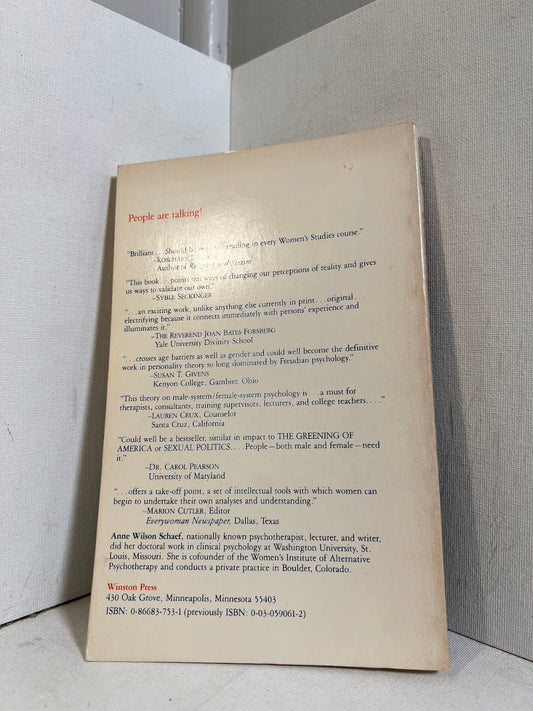 People are talking!
"Brilliant... Should be reading in every Women's Studies course."
–ROSEMARY
Author of
"This book... points out ways of changing our perceptions of reality and gives
us ways to validate our own."
–SYBLE SECKINGER
"...an exciting work, unlike anything else currently in print...original...
electrifying because it connects immediately with persons' experience and
illuminates it."
–THE REVEREND JOAN BATES FORSBERG
Yale University Divinity School
"...crosses age barriers as well as gender and could well become the definitive
work in personality theory so long dominated by Freudian psychology."
–SUSAN T. GIVENS
Kenyon College, Gambier, Ohio
"This theory on male-system/female-system psychology is...a must for
therapists, consultants, training supervisors, lecturers, and college teachers...."
–LAUREN CRUX, Counselor
Santa Cruz, California
"Could well be a bestseller, similar in impact to THE GREENING OF
AMERICA or SEXUAL POLITICS....People–both male and female–need
it."
–DR. CAROL PEARSON
University of Maryland
"...offers a take-off point, a set of intellectual tools with which women can
begin to undertake their own analyses and understanding."
–MARION CUTLER, Editor
Everywoman Newspaper, Dallas, Texas
Anne Wilson Schaef, nationally known psychotherapist, lecturer, and writer,
did her doctoral work in clinical psychology at Washington University, St.
Louis, Missouri. She is cofounder of the Women's Institute of Alternative
Psychotherapy and conducts a private practice in Boulder, Colorado.
Winston Press
430 Oak Grove, Minneapolis, Minnesota 55403
ISBN: 0-86683-753-1 (previously ISBN: 0-03-059061-2)